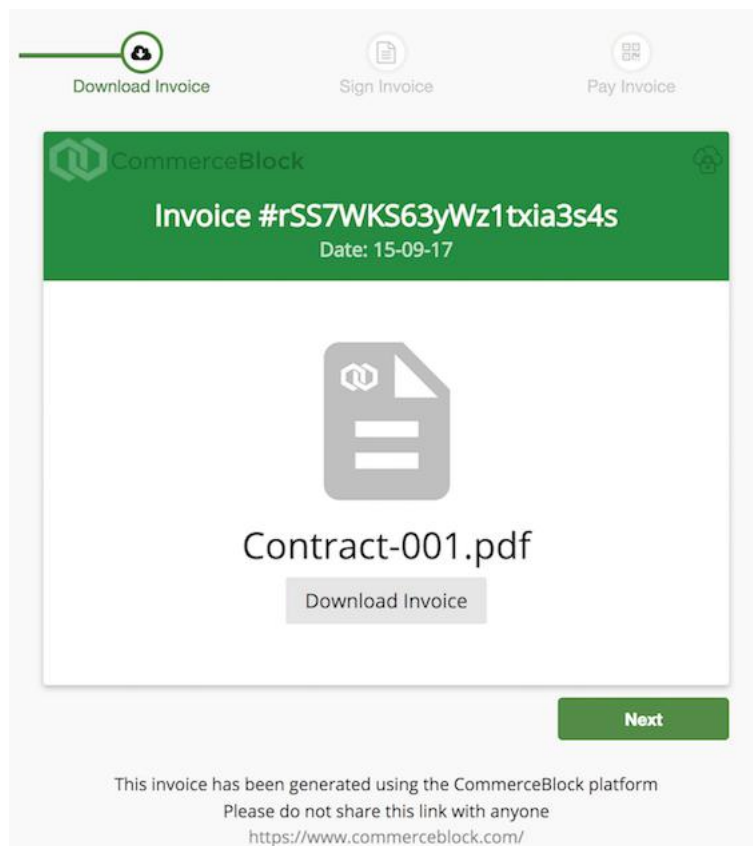 Download Invoice
Sign Invoice
Pay Invoice
CommerceBlock
Invoice #rSS7WKS63yWz1txia3s4s
Date: 15-09-17
Contract-001.pdf
Download Invoice
Next
This invoice has been generated using the CommerceBlock platform
Please do not share this link with anyone
https://www.commerceblock.com/